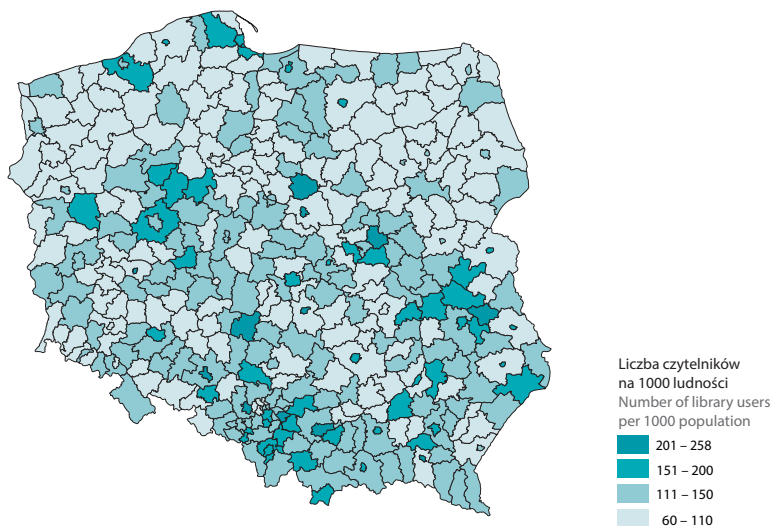 Liczba czytelników
na 1000 ludności
Number of library users
per 1000 population
201 – 258
151 – 200
111 – 150
60 – 110